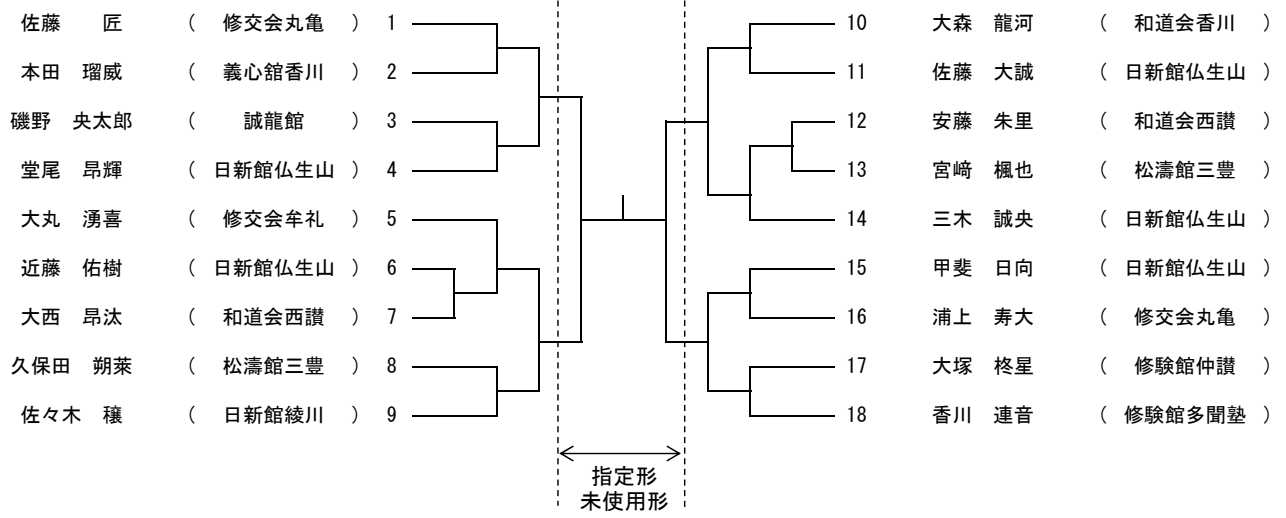 佐藤　　匠 （ 修交会丸亀 ） 1
本田　瑠威 （ 義心舘香川 ） 2
磯野　央太郎 （ 誠龍館 ） 3
堂尾　昂輝 （ 日新館仏生山 ） 4
大丸　湧喜 （ 修交会牟礼 ） 5
近藤　佑樹 （ 日新館仏生山 ） 6
大西　昂汰 （ 和道会西讃 ） 7
久保田　朔萊 （ 松濤館三豊 ） 8
佐々木　穣 （ 日新館綾川 ） 9
10 大森　龍河 （ 和道会香川 ）
11 佐藤　大誠 （ 日新館仏生山 ）
12 安藤　朱里 （ 和道会西讃 ）
13 宮﨑　楓也 （ 松濤館三豊 ）
14 三木　誠央 （ 日新館仏生山 ）
15 甲斐　日向 （ 日新館仏生山 ）
16 浦上　寿大 （ 修交会丸亀 ）
17 大塚　柊星 （ 修験館仲讃 ）
18 香川　連音 （ 修験館多聞塾 ）
指定形
未使用形